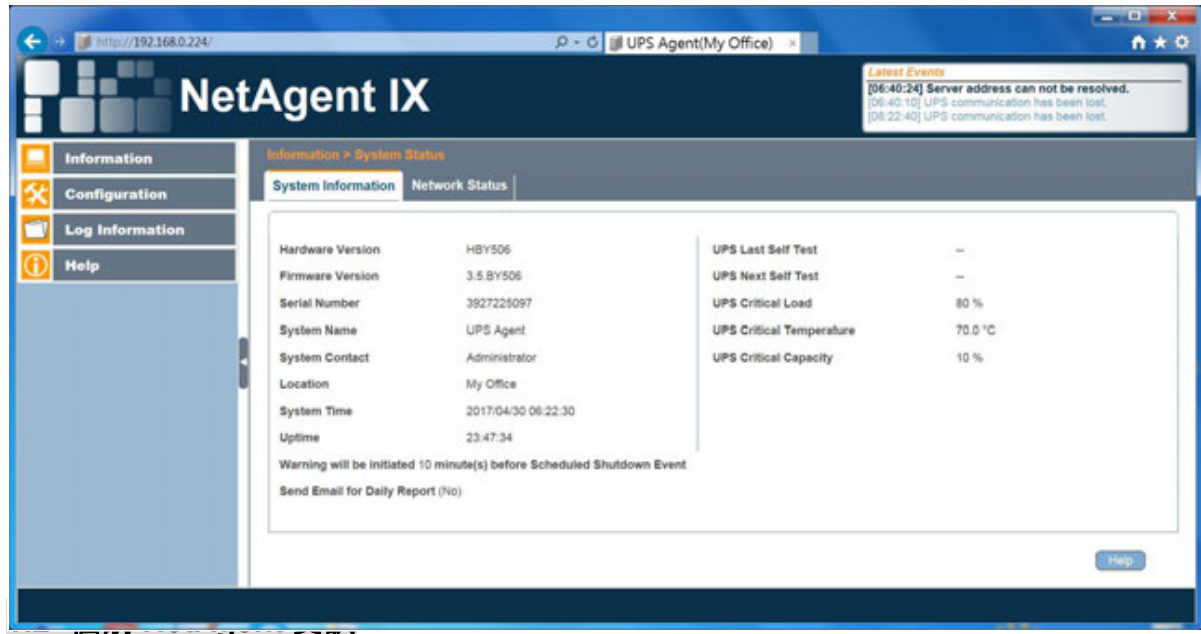 http://192.168.0.224/
UPS Agent(My Office)
NetAgent IX
Latest Events
[06:40:24] Server address can not be resolved.
[06:40:10] UPS communication has been lost.
[08:22:40] UPS communication has been lost.
Information
Configuration
Log Information
Help
Information > System Status
System Information Network Status
Hardware Version HBY506
Firmware Version 3.5.BY506
Serial Number 3927225097
System Name UPS Agent
System Contact Administrator
Location My Office
System Time 2017/04/30 06:22:30
Uptime 23:47:34
UPS Last Self Test --
UPS Next Self Test --
UPS Critical Load 80 %
UPS Critical Temperature 70.0 °C
UPS Critical Capacity 10 %
Warning will be initiated 10 minute(s) before Scheduled Shutdown Event
Send Email for Daily Report (No)
Help